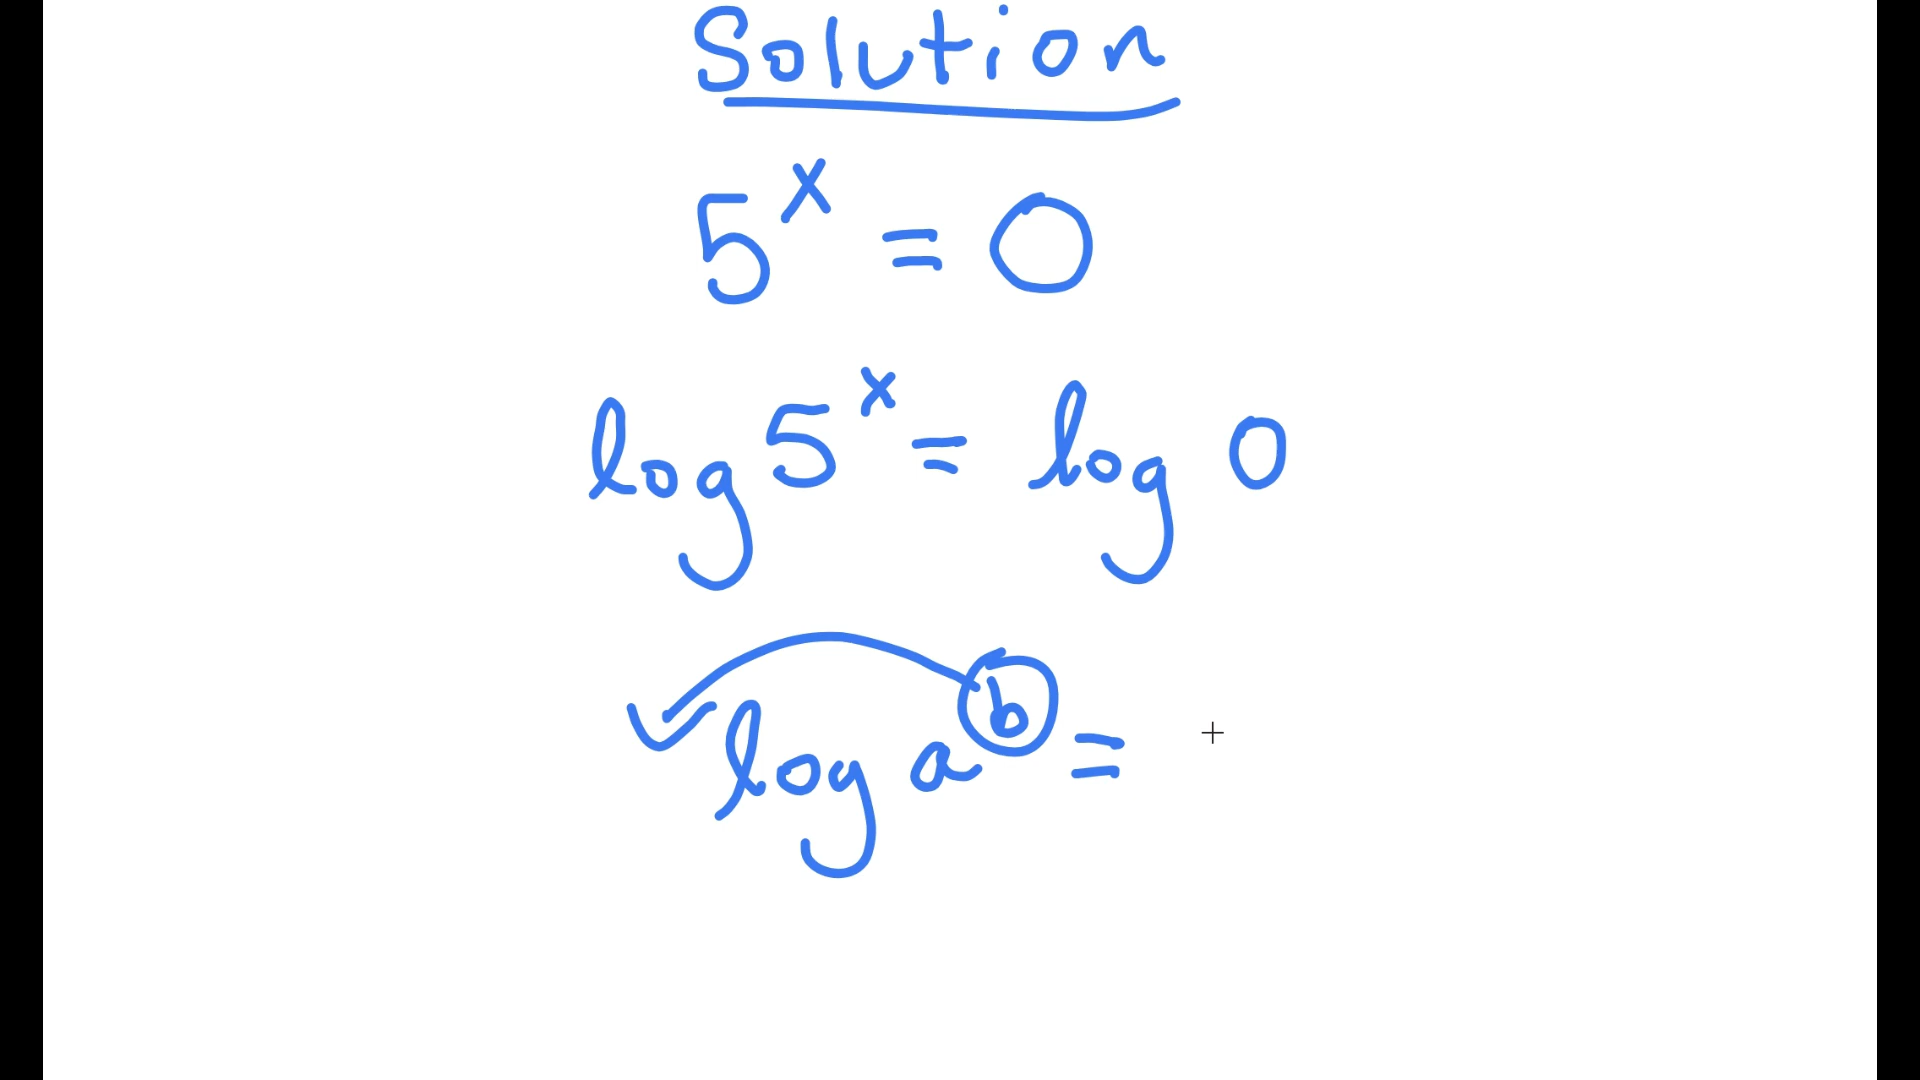 Solution
5^x = 0
log 5^x = log 0
log a^b =